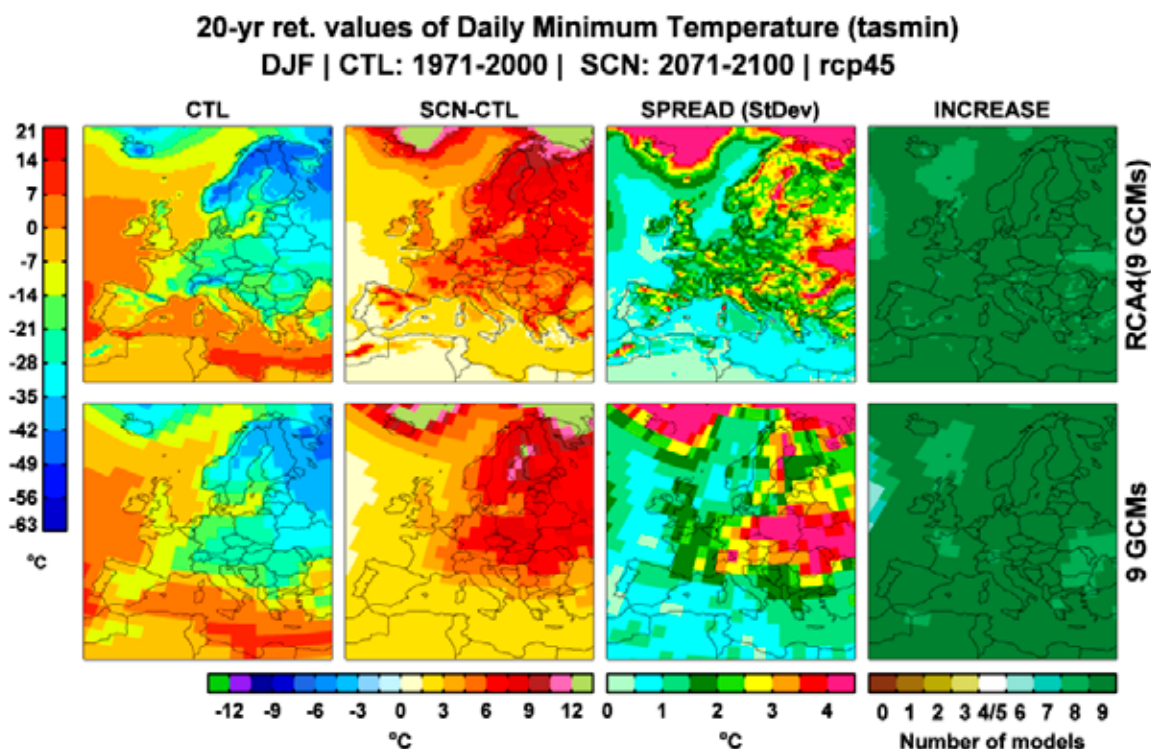 20-yr ret. values of Daily Minimum Temperature (tasmin)
DJF | CTL: 1971-2000 | SCN: 2071-2100 | rcp45
CTL
SCN-CTL
SPREAD (StDev)
INCREASE
21
14
7
0
-7
-14
-21
-28
-35
-42
-49
-56
-63
ºC
RCA4(9 GCMs)
9 GCMs
-12 -9 -6 -3 0 3 6 9 12
ºC
0 1 2 3 4
ºC
0 1 2 3 4/5 6 7 8 9
Number of models